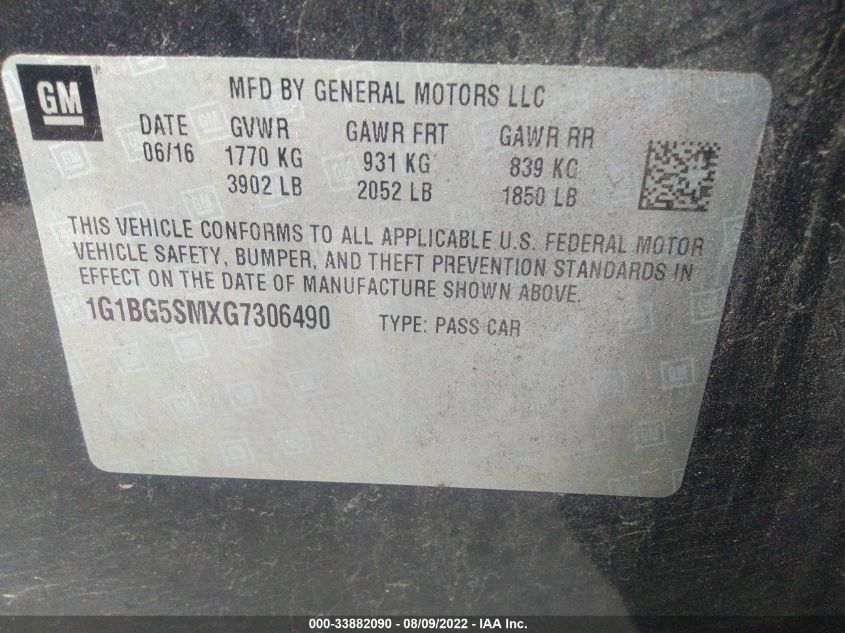 GM
MFD BY GENERAL MOTORS LLC
DATE GVWR GAWR FRT GAWR RR
06/16 1770 KG 931 KG 839 KG
3902 LB 2052 LB 1850 LB
THIS VEHICLE CONFORMS TO ALL APPLICABLE U.S. FEDERAL MOTOR
VEHICLE SAFETY, BUMPER, AND THEFT PREVENTION STANDARDS IN
EFFECT ON THE DATE OF MANUFACTURE SHOWN ABOVE.
1G1BG5SMXG7306490 TYPE: PASS CAR
000-33882090 - 08/09/2022 - IAA Inc.